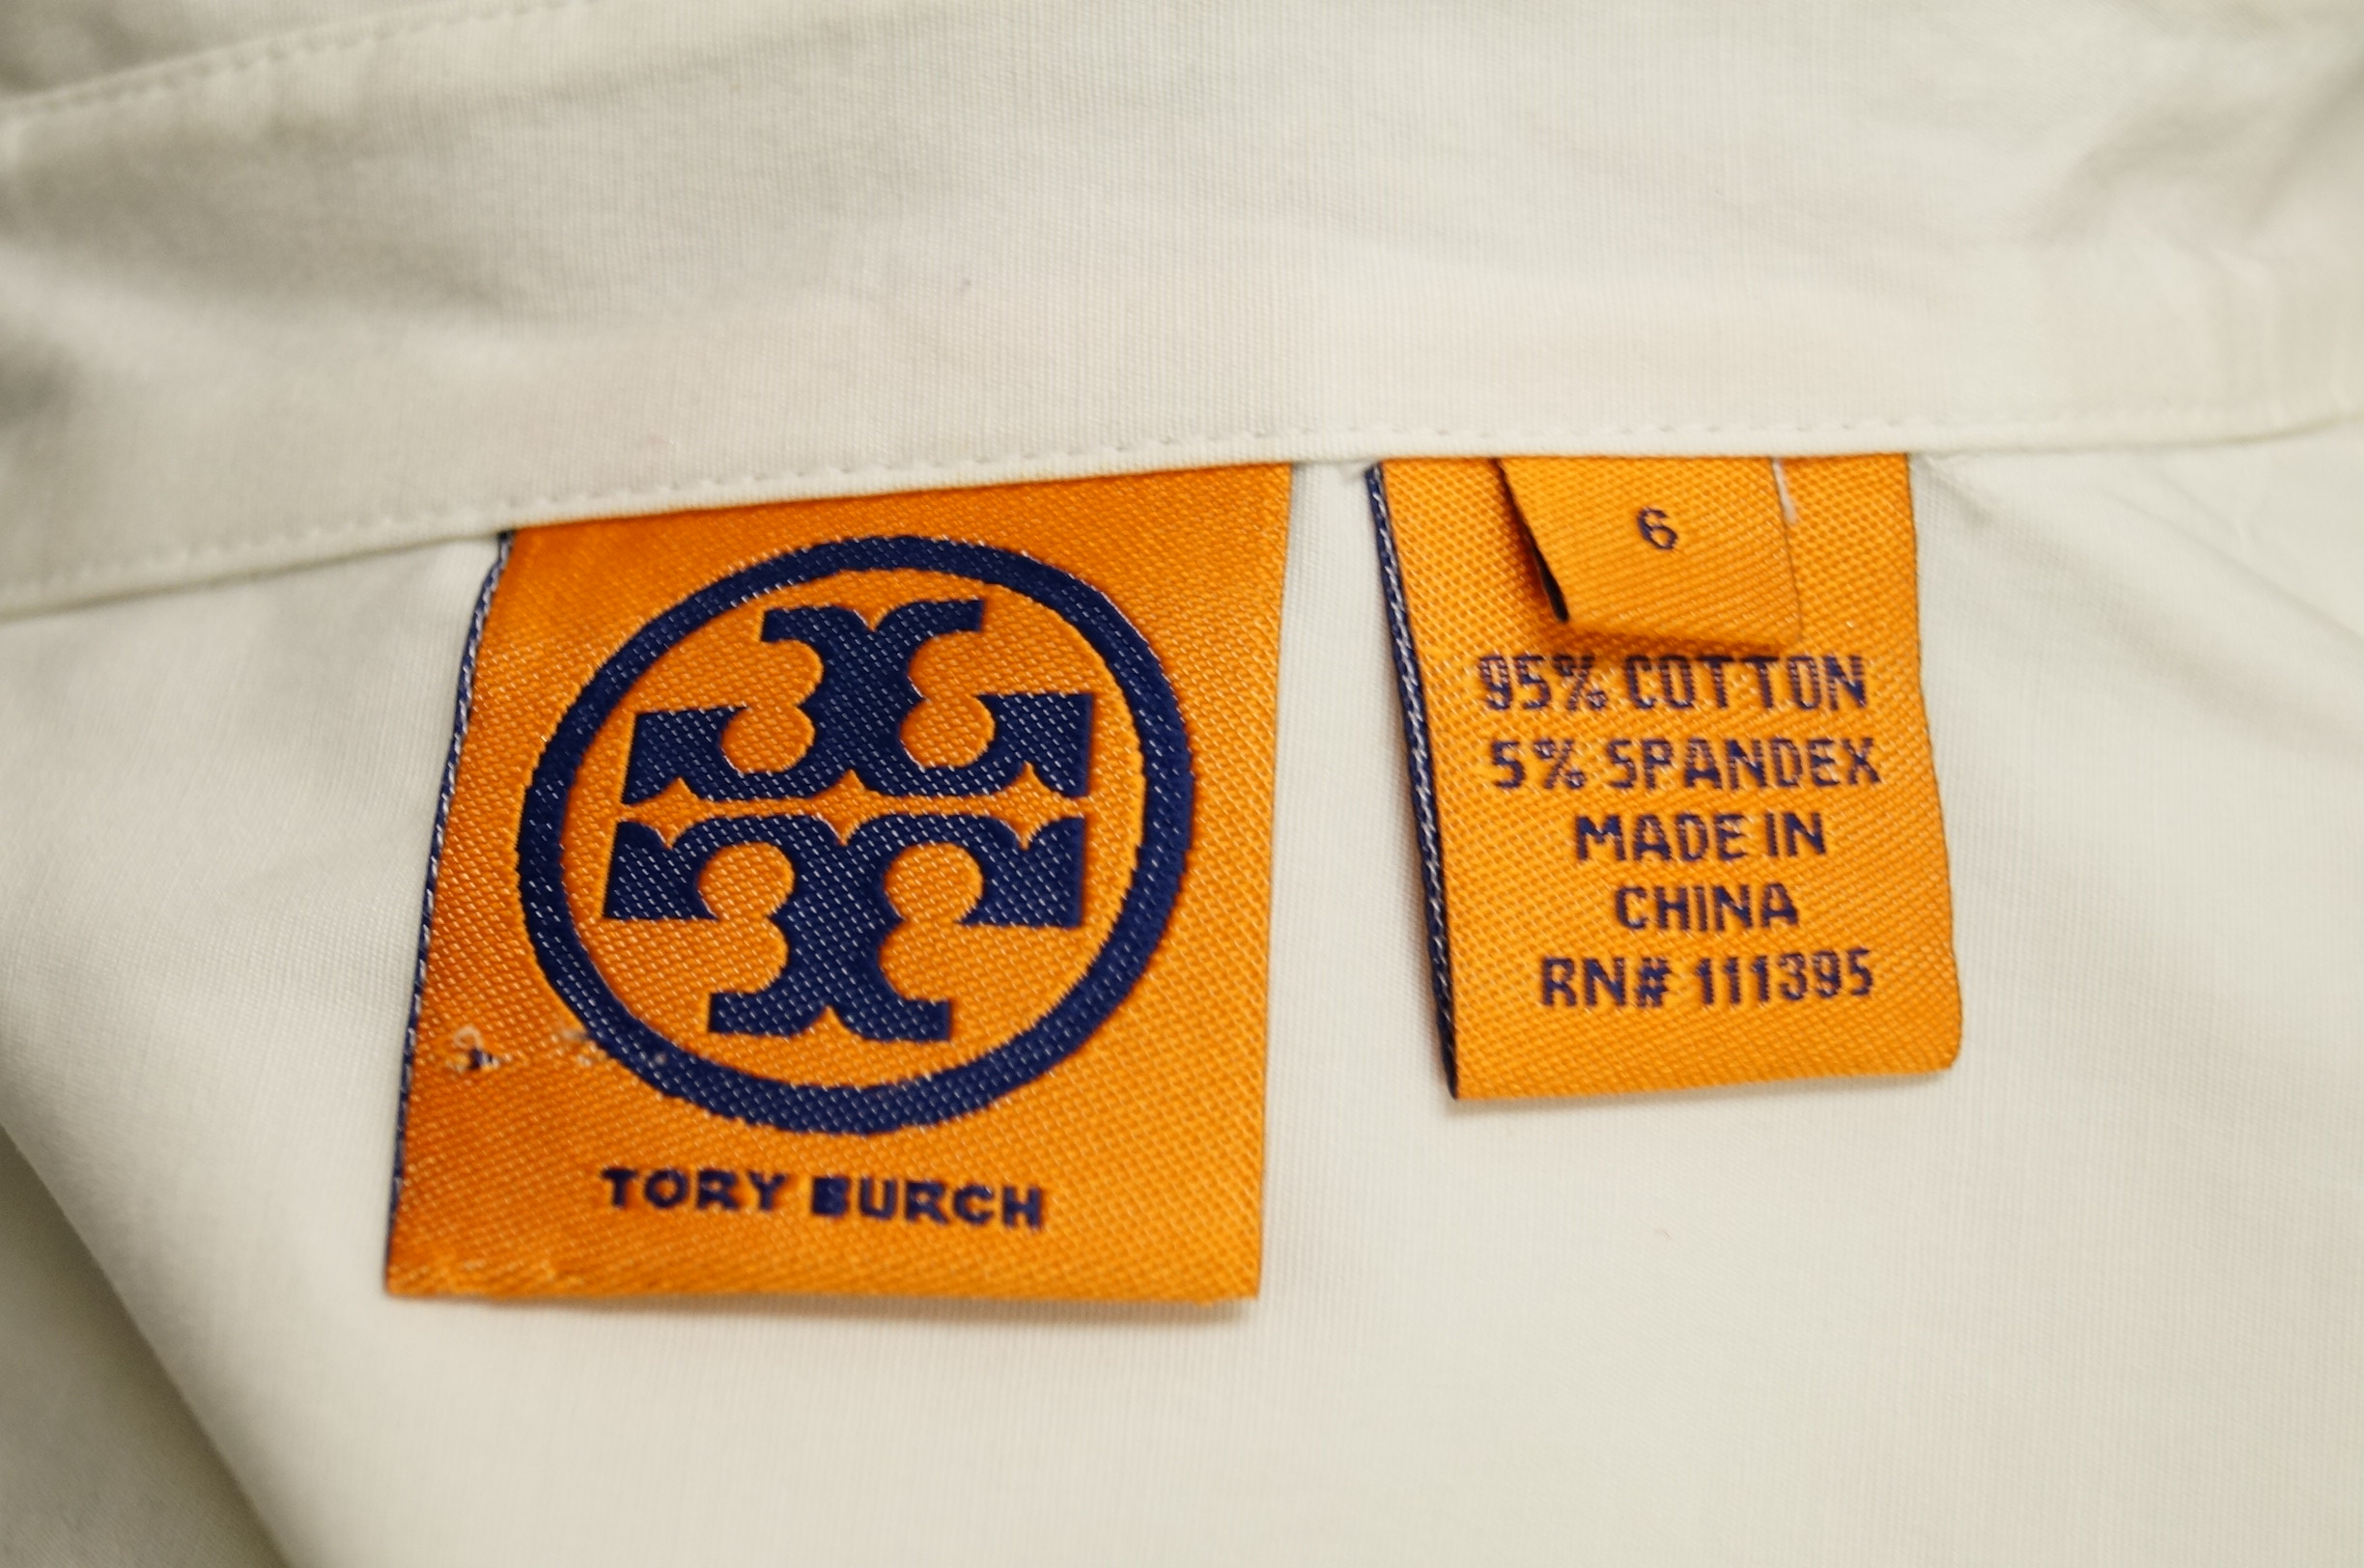 TORY BURCH
6
95% COTTON
5% SPANDEX
MADE IN
CHINA
RN# 111395